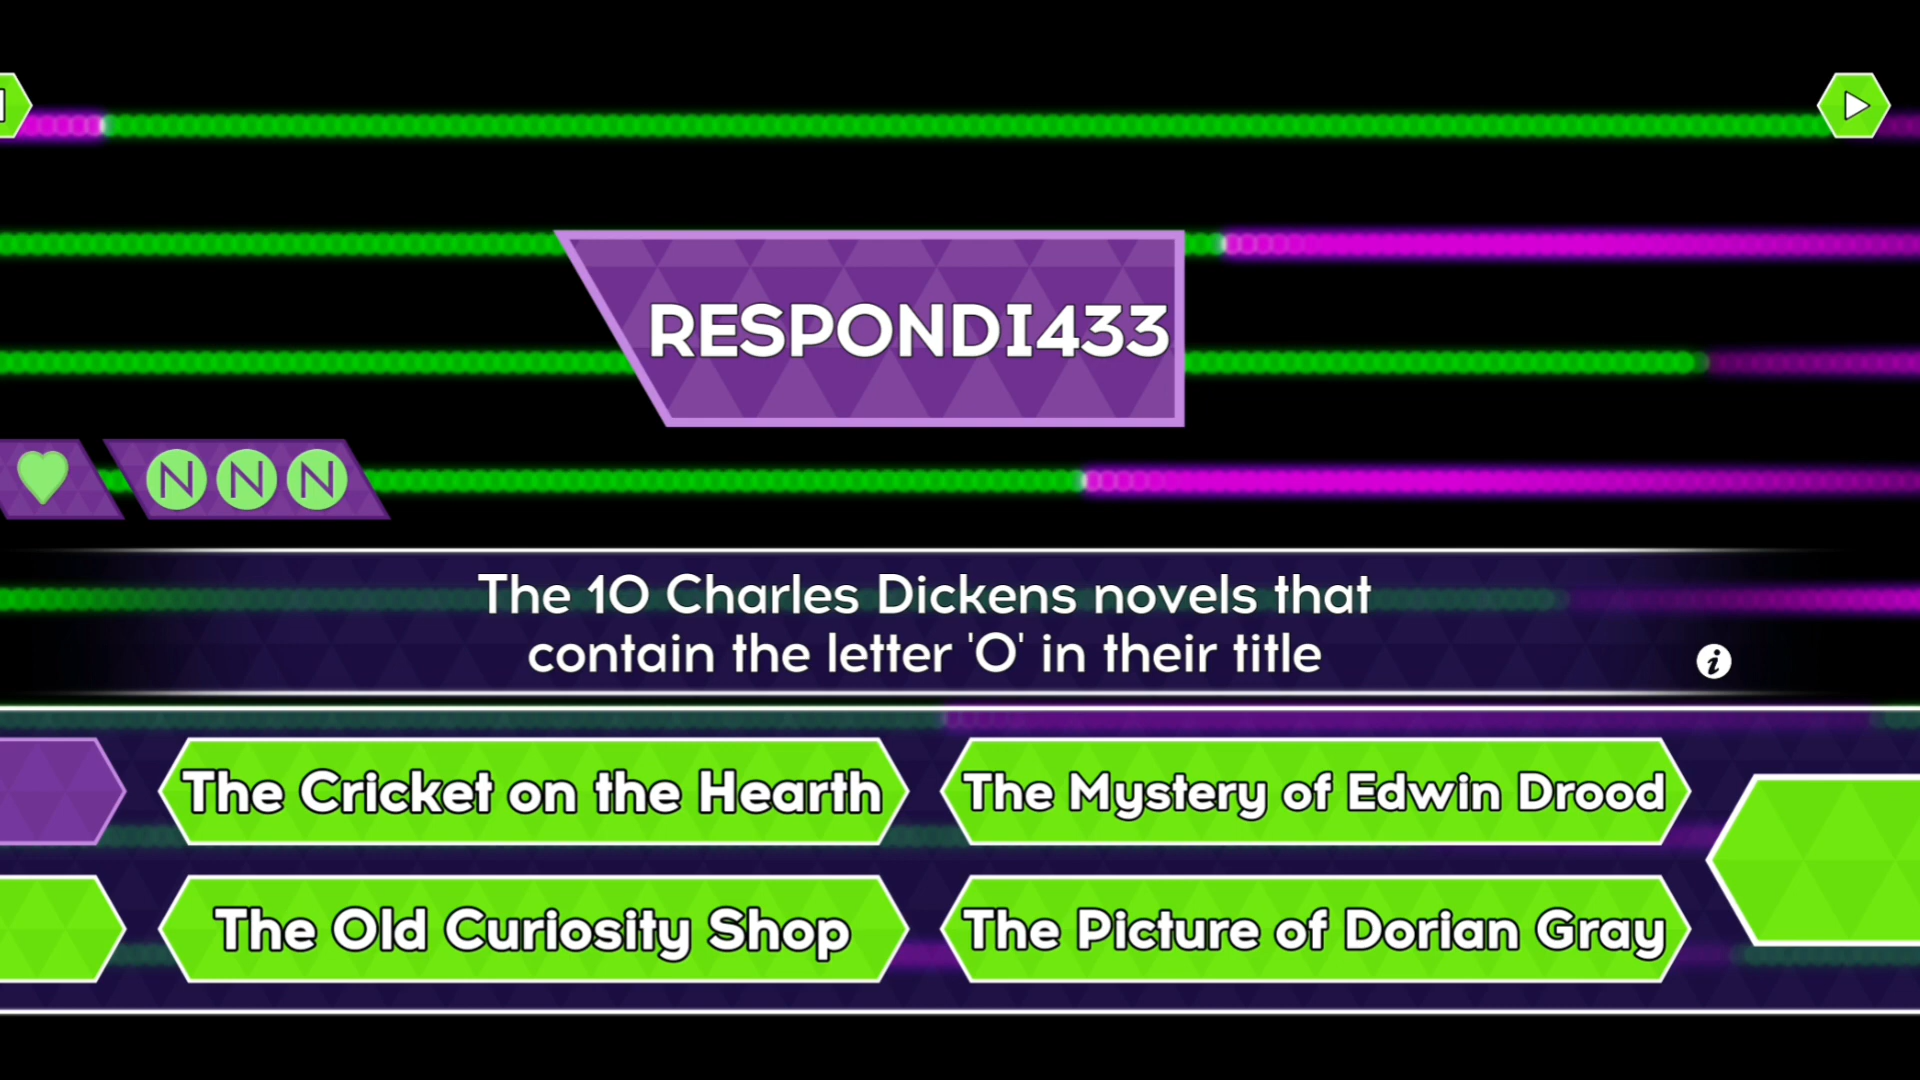 RESPONDI433
N N N
The 10 Charles Dickens novels that
contain the letter 'O' in their title
i
The Cricket on the Hearth
The Mystery of Edwin Drood
The Old Curiosity Shop
The Picture of Dorian Gray